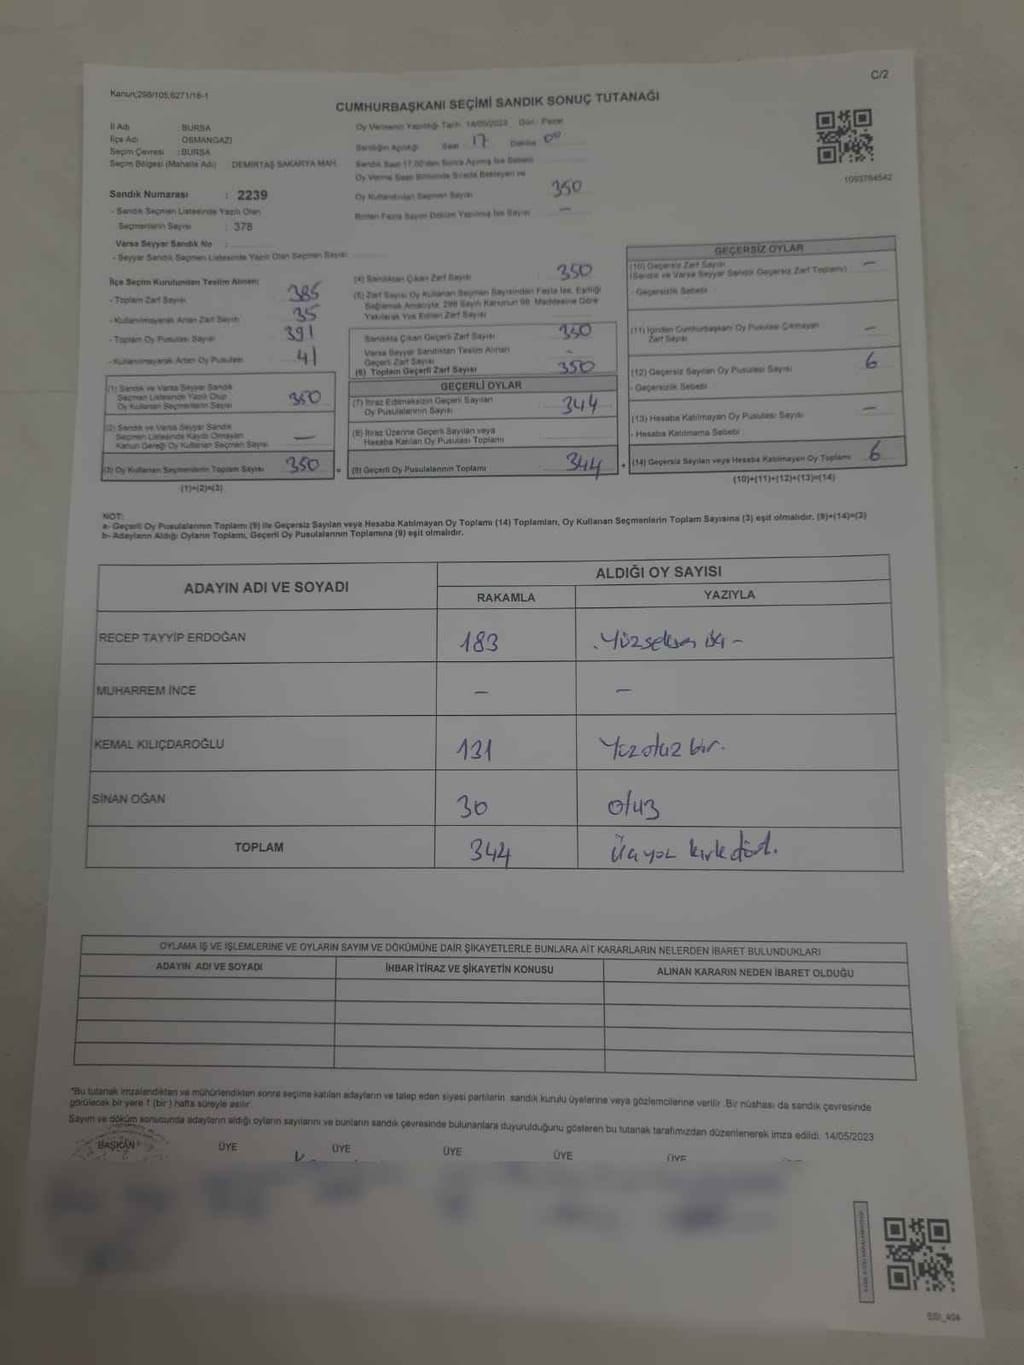 C/2
Kanun;298/105;6271/18-1
CUMHURBAŞKANI SEÇİMİ SANDIK SONUÇ TUTANAĞI
İl Adı : BURSA
İlçe Adı : OSMANGAZİ
Seçim Çevresi : BURSA
Seçim Bölgesi (Mahalle Adı) : DEMİRTAŞ SAKARYA MAH.
Oy Vermenin Yapıldığı Tarih: 14/05/2023 Gün: Pazar
Sandığın Açıldığı Saat 17 Dakika 00
Sandık Saat 17.00'den Sonra Açılmış İse Sebebi
Oy Verme Saati Bitiminde Sırada Bekleyen ve
Oy Kullandırılan Seçmen Sayısı 350
Birden Fazla Sayım Döküm Yapılmış İse Sayısı —
1093764542
Sandık Numarası : 2239
- Sandık Seçmen Listesinde Yazılı Olan
Seçmenlerin Sayısı : 378
Varsa Seyyar Sandık No :
- Seyyar Sandık Seçmen Listesinde Yazılı Olan Seçmen Sayısı
İlçe Seçim Kurulundan Teslim Alınan;
- Toplam Zarf Sayısı 385
- Kullanılmayarak Artan Zarf Sayısı 35
- Toplam Oy Pusulası Sayısı 391
- Kullanılmayarak Artan Oy Pusulası 41
(1) Sandık ve Varsa Seyyar Sandık
Seçmen Listesinde Yazılı Olup
Oy Kullanan Seçmenlerin Sayısı 350
(2) Sandık ve Varsa Seyyar Sandık
Seçmen Listesinde Kayıtlı Olmayan
Kanun Gereği Oy Kullanan Seçmen Sayısı —
(3) Oy Kullanan Seçmenlerin Toplam Sayısı 350
(1)+(2)=(3)
(4) Sandıktan Çıkan Zarf Sayısı 350
(5) Zarf Sayısı Oy Kullanan Seçmen Sayısından Fazla İse, Eşitliği
Sağlamak Amacıyla, 298 Sayılı Kanunun 98. Maddesine Göre
Yakılarak Yok Edilen Zarf Sayısı
Sandıkta Çıkan Geçerli Zarf Sayısı 350
Varsa Seyyar Sandıktan Teslim Alınan
Geçerli Zarf Sayısı -
(6) Toplam Geçerli Zarf Sayısı 350
GEÇERLİ OYLAR
(7) İtiraz Edilmeksizin Geçerli Sayılan
Oy Pusulalarının Sayısı 344
(8) İtiraz Üzerine Geçerli Sayılan veya
Hesaba Katılan Oy Pusulası Toplamı
= (9) Geçerli Oy Pusulalarının Toplamı 344
GEÇERSİZ OYLAR
(10) Geçersiz Zarf Sayısı —
(Sandık ve Varsa Seyyar Sandık Geçersiz Zarf Toplamı)
- Geçersizlik Sebebi
(11) İçinden Cumhurbaşkanı Oy Pusulası Çıkmayan
Zarf Sayısı —
(12) Geçersiz Sayılan Oy Pusulası Sayısı 6
- Geçersizlik Sebebi
(13) Hesaba Katılmayan Oy Pusulası Sayısı —
- Hesaba Katılmama Sebebi
+ (14) Geçersiz Sayılan veya Hesaba Katılmayan Oy Toplamı 6
(10)+(11)+(12)+(13)=(14)
NOT:
a- Geçerli Oy Pusulalarının Toplamı (9) ile Geçersiz Sayılan veya Hesaba Katılmayan Oy Toplamı (14) Toplamları, Oy Kullanan Seçmenlerin Toplam Sayısına (3) eşit olmalıdır. (9)+(14)=(3)
b- Adayların Aldığı Oyların Toplamı, Geçerli Oy Pusulalarının Toplamına (9) eşit olmalıdır.
ADAYIN ADI VE SOYADI
ALDIĞI OY SAYISI
RAKAMLA YAZIYLA
RECEP TAYYİP ERDOĞAN 183
MUHARREM İNCE — —
KEMAL KILIÇDAROĞLU 131 Yüzotuz bir.
SİNAN OĞAN 30 otuz
TOPLAM 344 Üçyüz kırkdört.
OYLAMA İŞ VE İŞLEMLERİNE VE OYLARIN SAYIM VE DÖKÜMÜNE DAİR ŞİKAYETLERLE BUNLARA AİT KARARLARIN NELERDEN İBARET BULUNDUKLARI
ADAYIN ADI VE SOYADI İHBAR İTİRAZ VE ŞİKAYETİN KONUSU ALINAN KARARIN NEDEN İBARET OLDUĞU
*Bu tutanak imzalandıktan ve mühürlendikten sonra seçime katılan adayların ve talep eden siyasi partilerin, sandık kurulu üyelerine veya gözlemcilerine verilir. Bir nüshası da sandık çevresinde
görülecek bir yere 1 (bir) hafta süreyle asılır.
Sayım ve döküm sonucunda adayların aldığı oyların sayılarını ve bunların sandık çevresinde bulunanlara duyurulduğunu gösteren bu tutanak tarafımızdan düzenlenerek imza edildi. 14/05/2023
BAŞKAN ÜYE ÜYE ÜYE ÜYE ÜYE